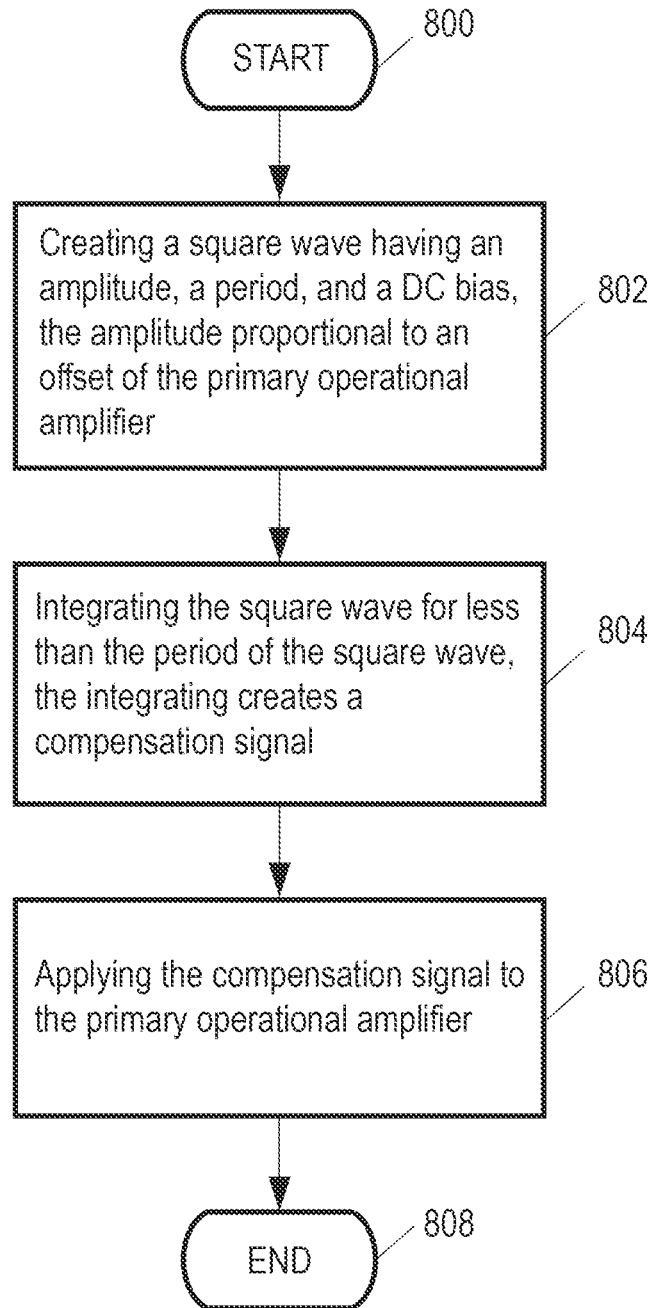 START
800
Creating a square wave having an
amplitude, a period, and a DC bias,
the amplitude proportional to an
offset of the primary operational
amplifier
802
Integrating the square wave for less
than the period of the square wave,
the integrating creates a
compensation signal
804
Applying the compensation signal to
the primary operational amplifier
806
END
808